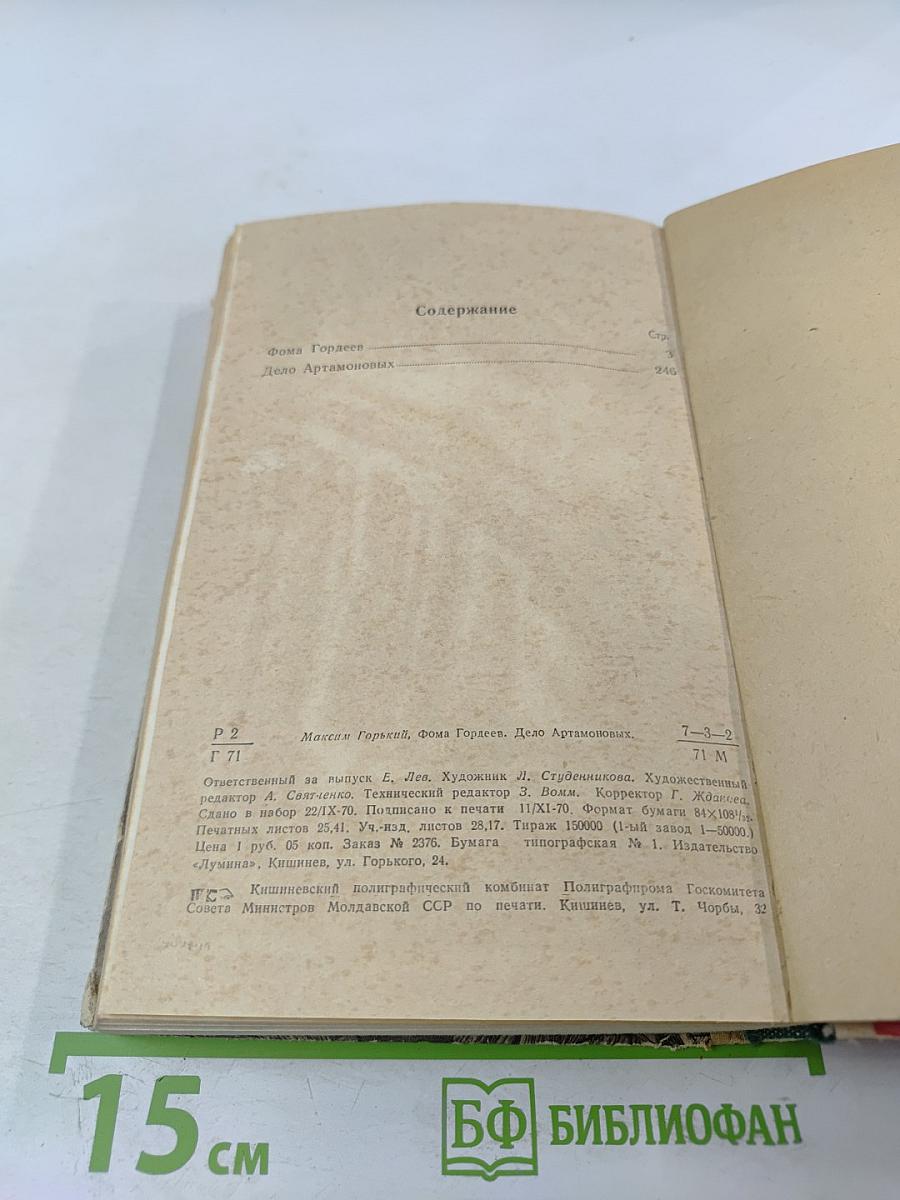 Содержание
Стр.
Фома Гордеев 3
Дело Артамоновых 246
Р 2
Г 71
Максим Горький, Фома Гордеев. Дело Артамоновых.
7—3—2
71 М
Ответственный за выпуск Е. Лев. Художник Л. Студенникова. Художественный
редактор А. Святченко. Технический редактор З. Вомм. Корректор Г.
Сдано в набор 22/IX-70. Подписано к печати 11/XI-70. Формат бумаги 84×108¹/₃₂.
Печатных листов 25,41. Уч.-изд. листов 28,17. Тираж 150000 (1-ый завод 1—50000.)
Цена 1 руб. 05 коп. Заказ № 2376. Бумага типографская № 1. Издательство
«Лумина», Кишинев, ул. Горького, 24.
Кишиневский полиграфический комбинат Полиграфпрома Госкомитета
Совета Министров Молдавской ССР по печати. Кишинев, ул. Т. Чорбы, 32
15 см
БФ БИБЛИОФАН